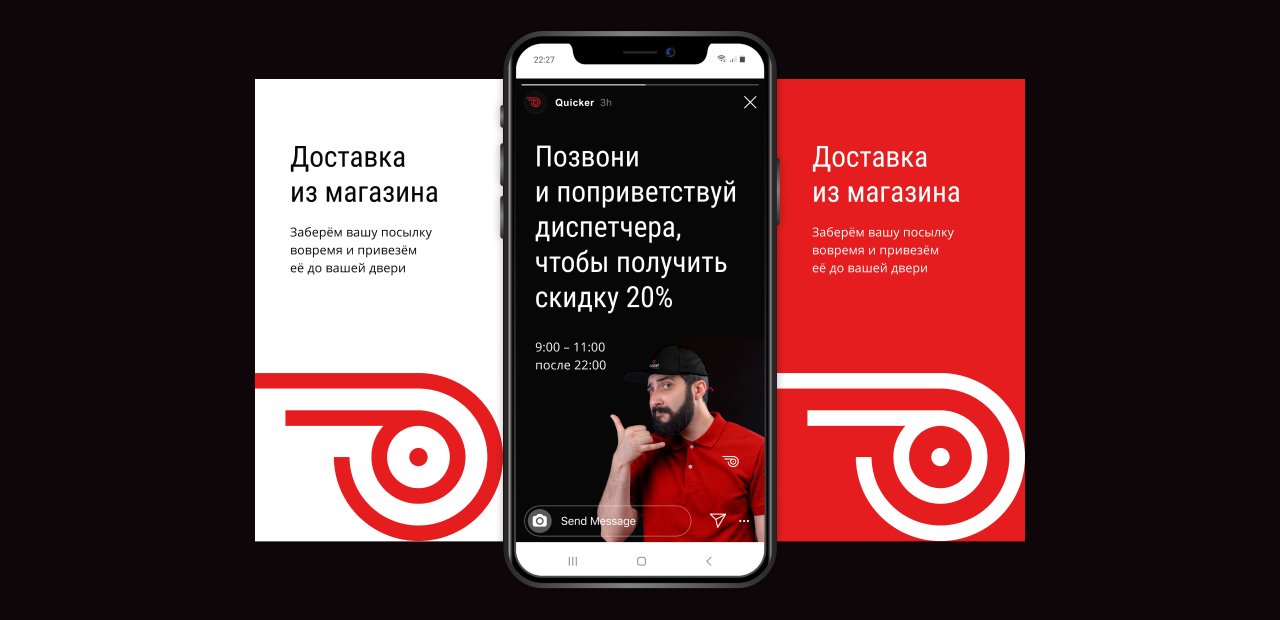 Доставка
из магазина
Заберём вашу посылку
вовремя и привезём
её до вашей двери
22:27
Quicker 3h
Позвони
и поприветствуй
диспетчера,
чтобы получить
скидку 20%
9:00 – 11:00
после 22:00
Send Message
Доставка
из магазина
Заберём вашу посылку
вовремя и привезём
её до вашей двери